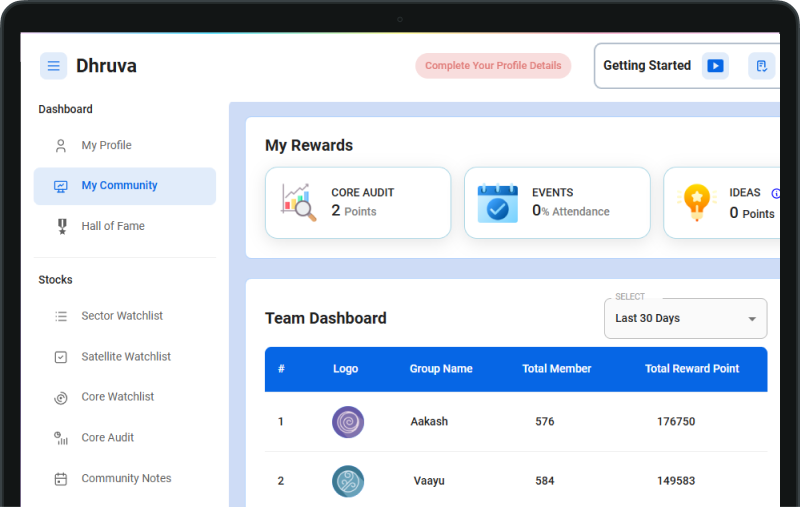 Dhruva
Complete Your Profile Details
Getting Started
Dashboard
My Profile
My Community
Hall of Fame
Stocks
Sector Watchlist
Satellite Watchlist
Core Watchlist
Core Audit
Community Notes
My Rewards
CORE AUDIT
2 Points
EVENTS
0% Attendance
IDEAS
0 Points
Team Dashboard
SELECT
Last 30 Days
# Logo Group Name Total Member Total Reward Point
1 Aakash 576 176750
2 Vaayu 584 149583